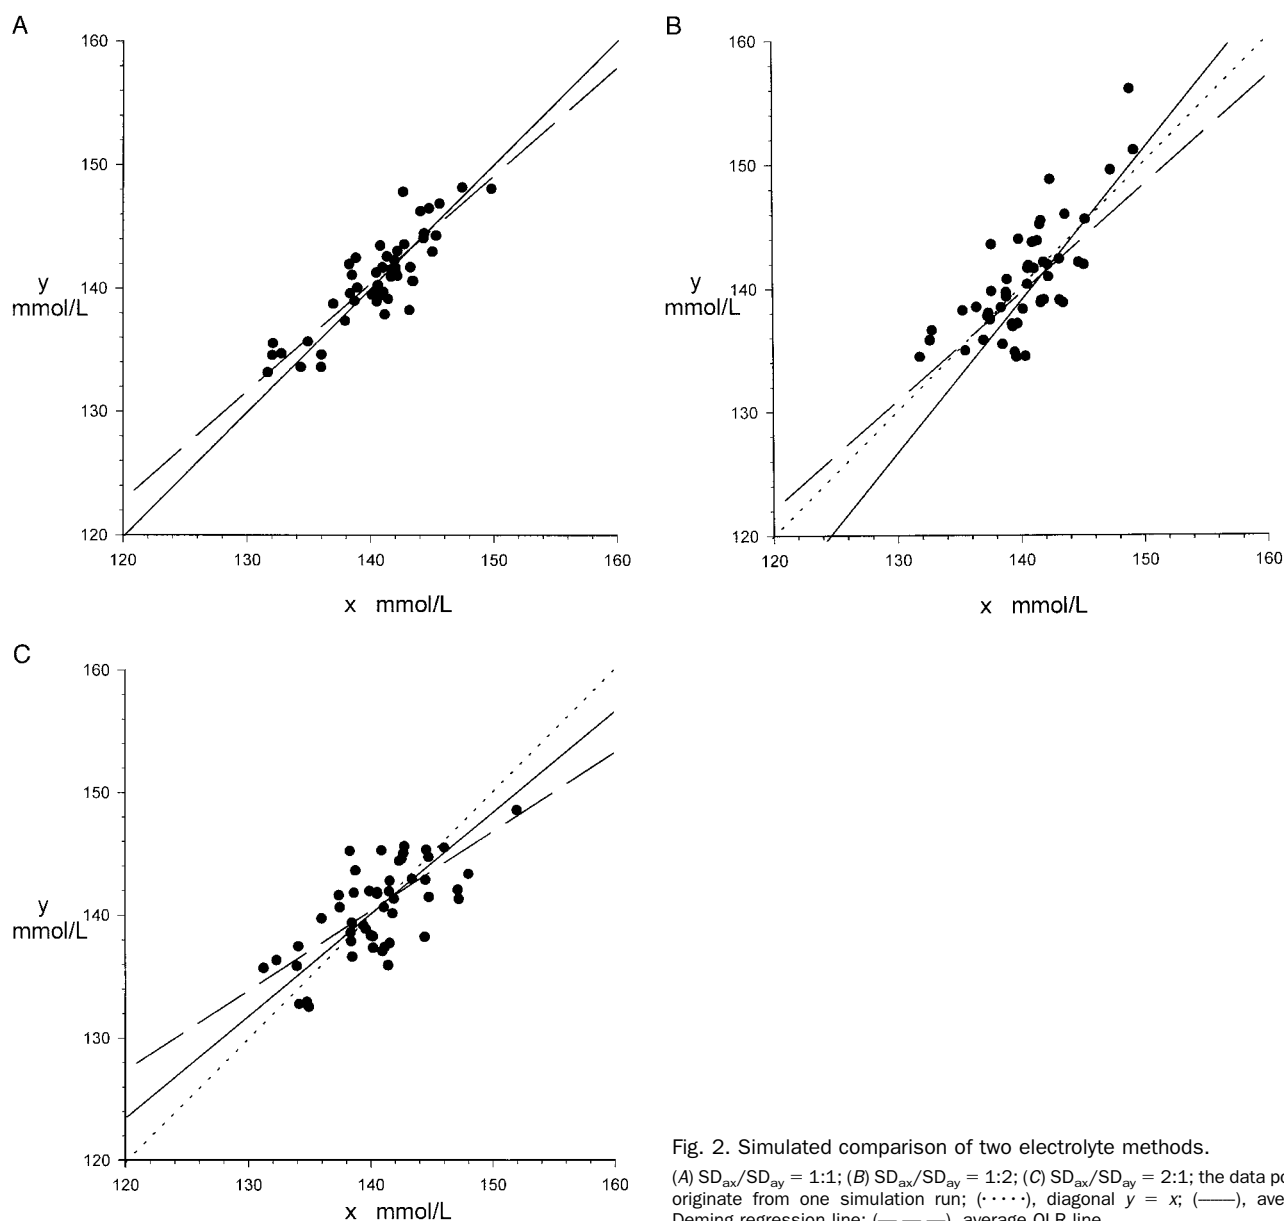 A
160
150
y
mmol/L
140
130
120
120 130 140 150 160
x mmol/L
B
160
150
y
mmol/L
140
130
120
120 130 140 150 160
x mmol/L
C
160
150
y
mmol/L
140
130
120
120 130 140 150 160
x mmol/L
Fig. 2. Simulated comparison of two electrolyte methods.
(A) SDax/SDay = 1:1; (B) SDax/SDay = 1:2; (C) SDax/SDay = 2:1; the data
originate from one simulation run; (·····), diagonal y = x; (——),
Deming regression line; (— — —), average OLR line